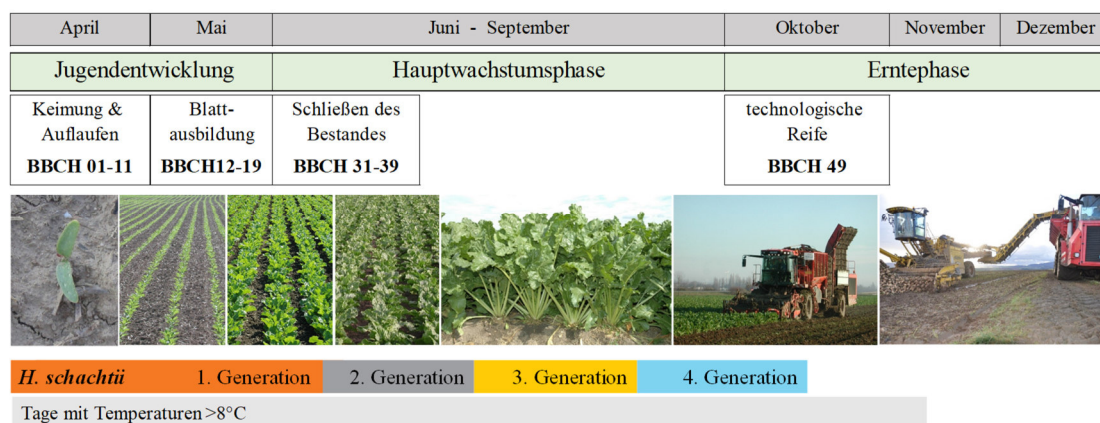 April Mai Juni - September Oktober November Dezember
Jugendentwicklung Hauptwachstumsphase Erntephase
Keimung &
Auflaufen
BBCH 01-11
Blatt-
ausbildung
BBCH12-19
Schließen des
Bestandes
BBCH 31-39
technologische
Reife
BBCH 49
H. schachtii 1. Generation 2. Generation 3. Generation 4. Generation
Tage mit Temperaturen >8°C